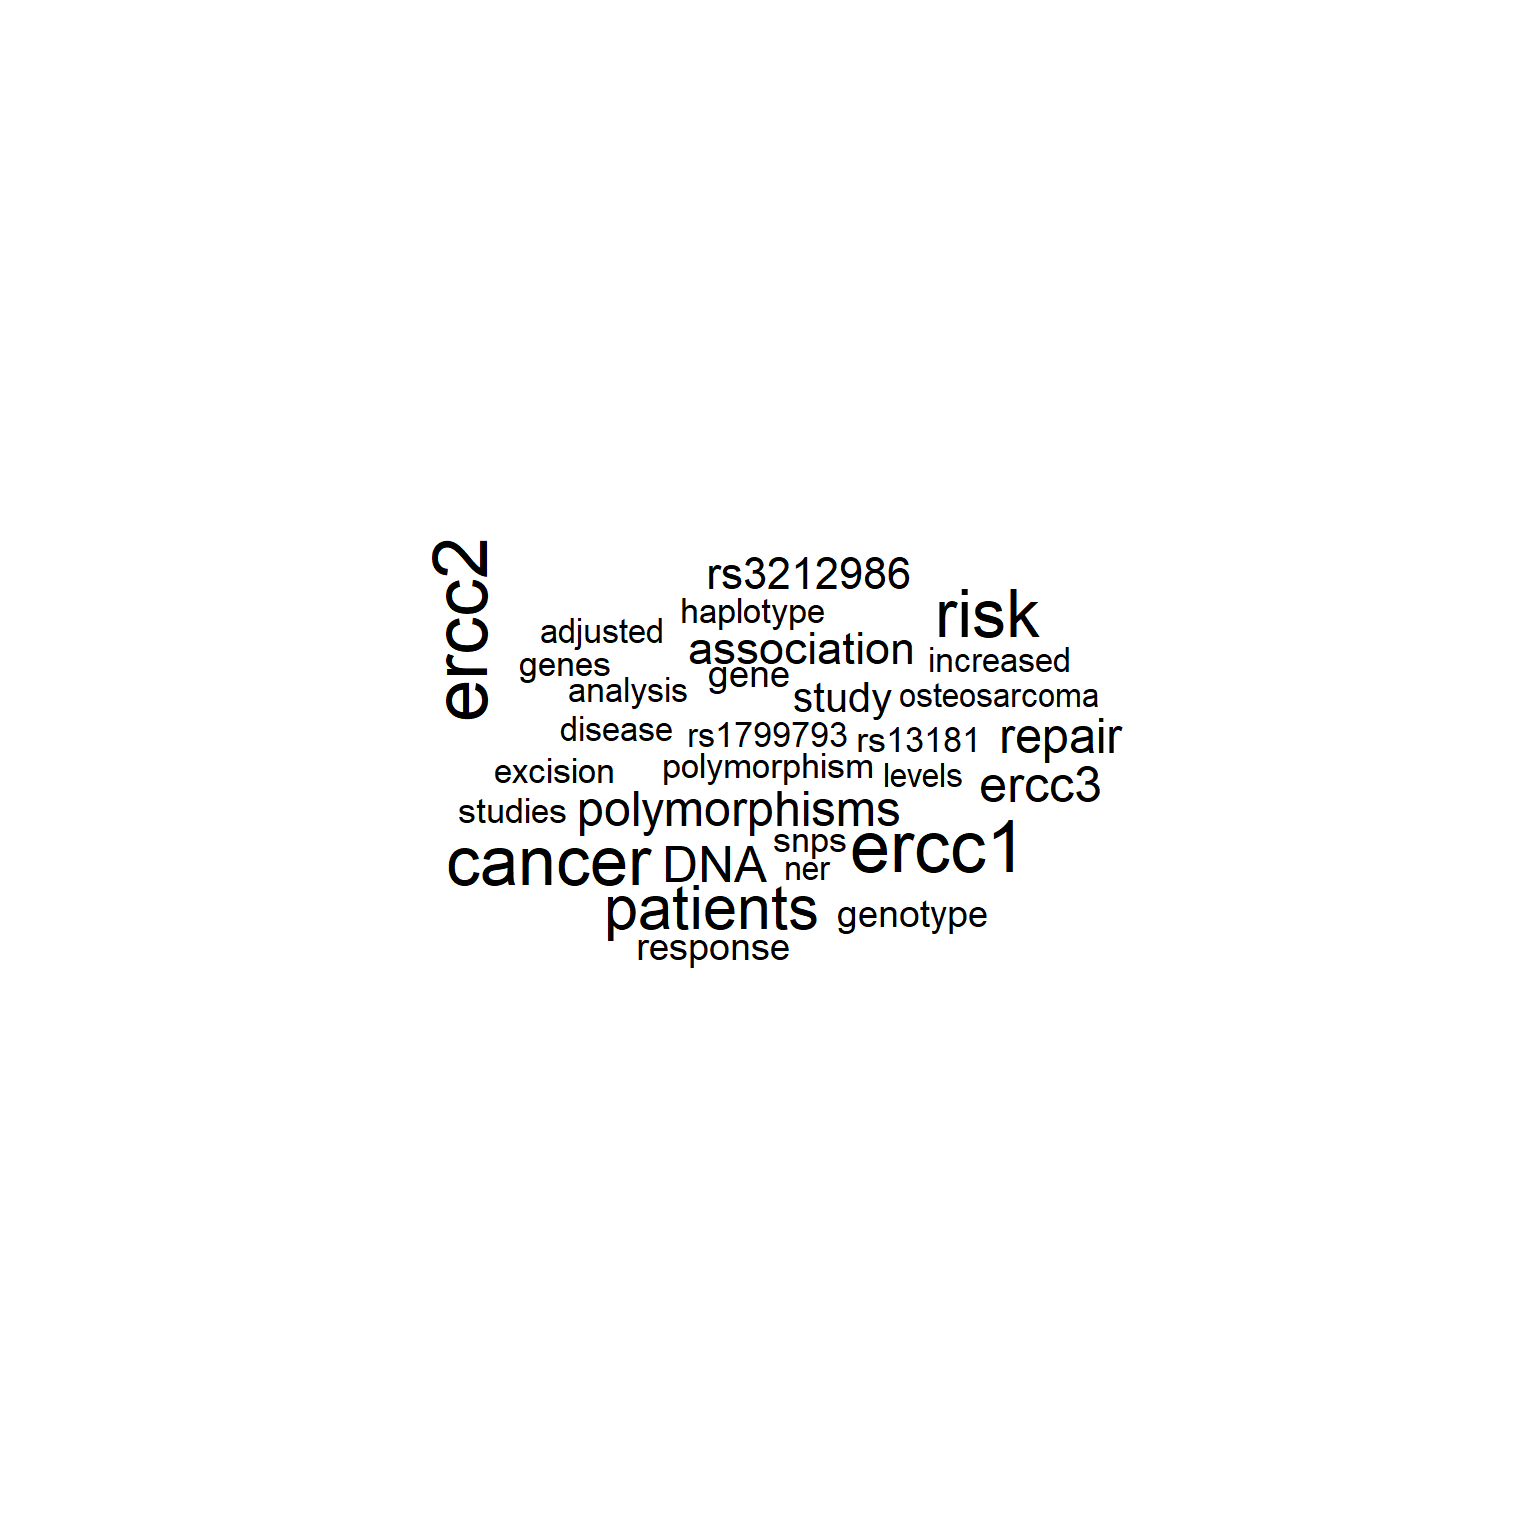 ercc2
rs3212986
haplotype
risk
adjusted
association
increased
genes
gene
analysis
study
osteosarcoma
disease
rs1799793
rs13181
repair
excision
polymorphism
levels
ercc3
studies
polymorphisms
snps
ercc1
cancer
DNA
ner
patients
genotype
response